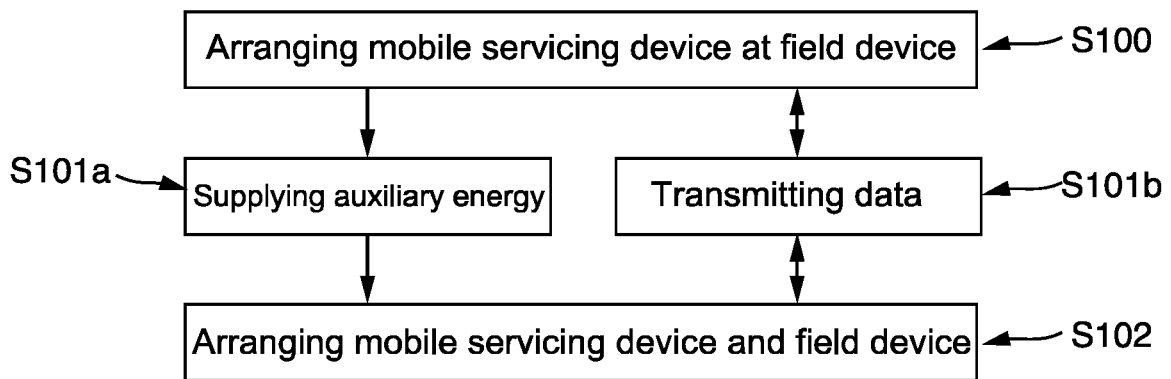 Arranging mobile servicing device at field device
S100
S101a
Supplying auxiliary energy
Transmitting data
S101b
Arranging mobile servicing device and field device
S102